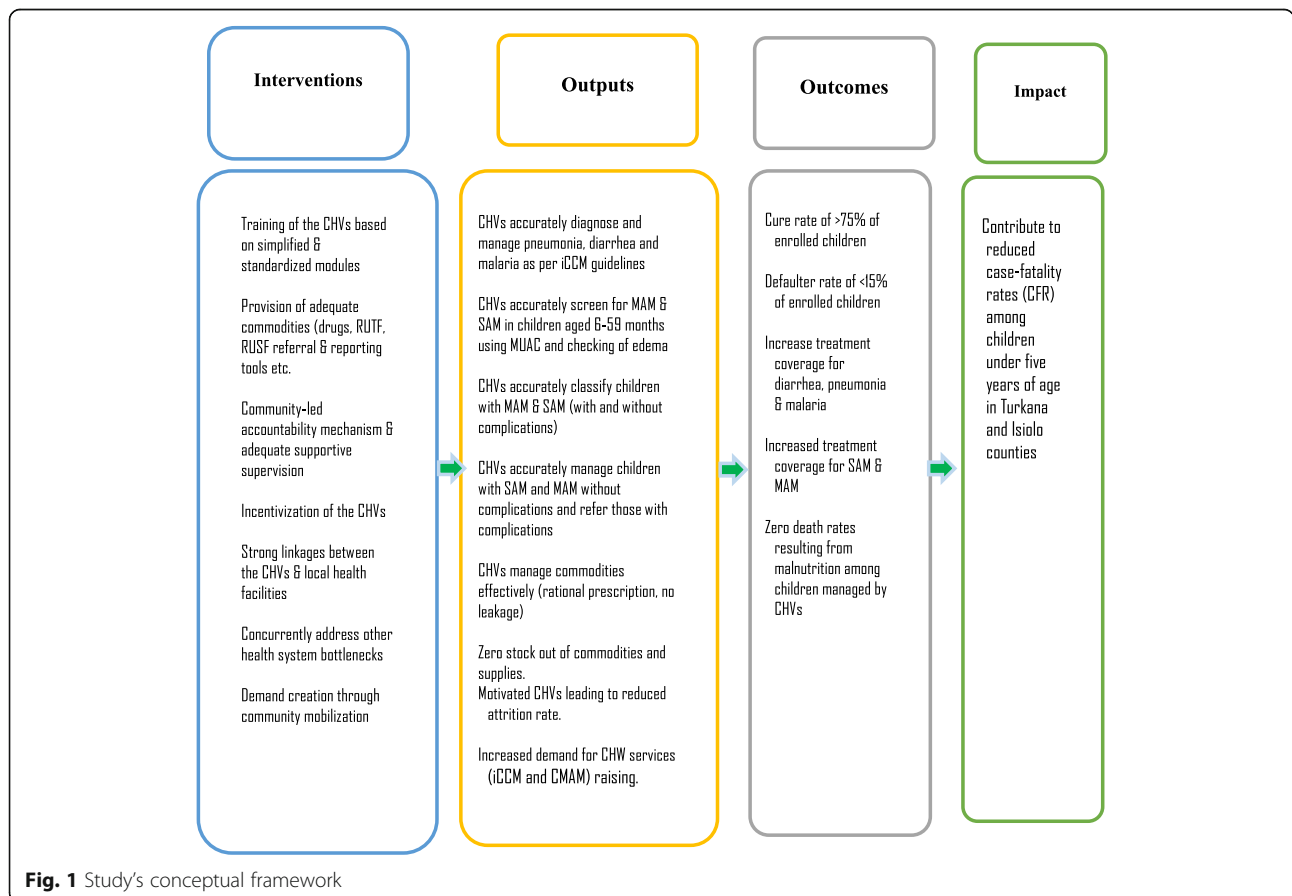 Interventions
Outputs
Outcomes
Impact
Training of the CHVs based
on simplified &
standardized modules
Provision of adequate
commodities (drugs, RUTF,
RUSF referral & reporting
tools etc.
Community-led
accountability mechanism &
adequate supportive
supervision
Incentivization of the CHVs
Strong linkages between
the CHVs & local health
facilities
Concurrently address other
health system bottlenecks
Demand creation through
community mobilization
CHVs accurately diagnose and
manage pneumonia, diarrhea and
malaria as per iCCM guidelines
CHVs accurately screen for MAM &
SAM in children aged 6-59 months
using MUAC and checking of edema
CHVs accurately classify children
with MAM & SAM (with and without
complications)
CHVs accurately manage children
with SAM and MAM without
complications and refer those with
complications
CHVs manage commodities
effectively (rational prescription, no
leakage)
Zero stock out of commodities and
supplies.
Motivated CHVs leading to reduced
attrition rate.
Increased demand for CHW services
(iCCM and CMAM) raising.
Cure rate of >75% of
enrolled children
Defaulter rate of <15%
of enrolled children
Increase treatment
coverage for
diarrhea, pneumonia
& malaria
Increased treatment
coverage for SAM &
MAM
Zero death rates
resulting from
malnutrition among
children managed by
CHVs
Contribute to
reduced
case-fatality
rates (CFR)
among
children
under five
years of age
in Turkana
and Isiolo
counties
Fig. 1 Study's conceptual framework